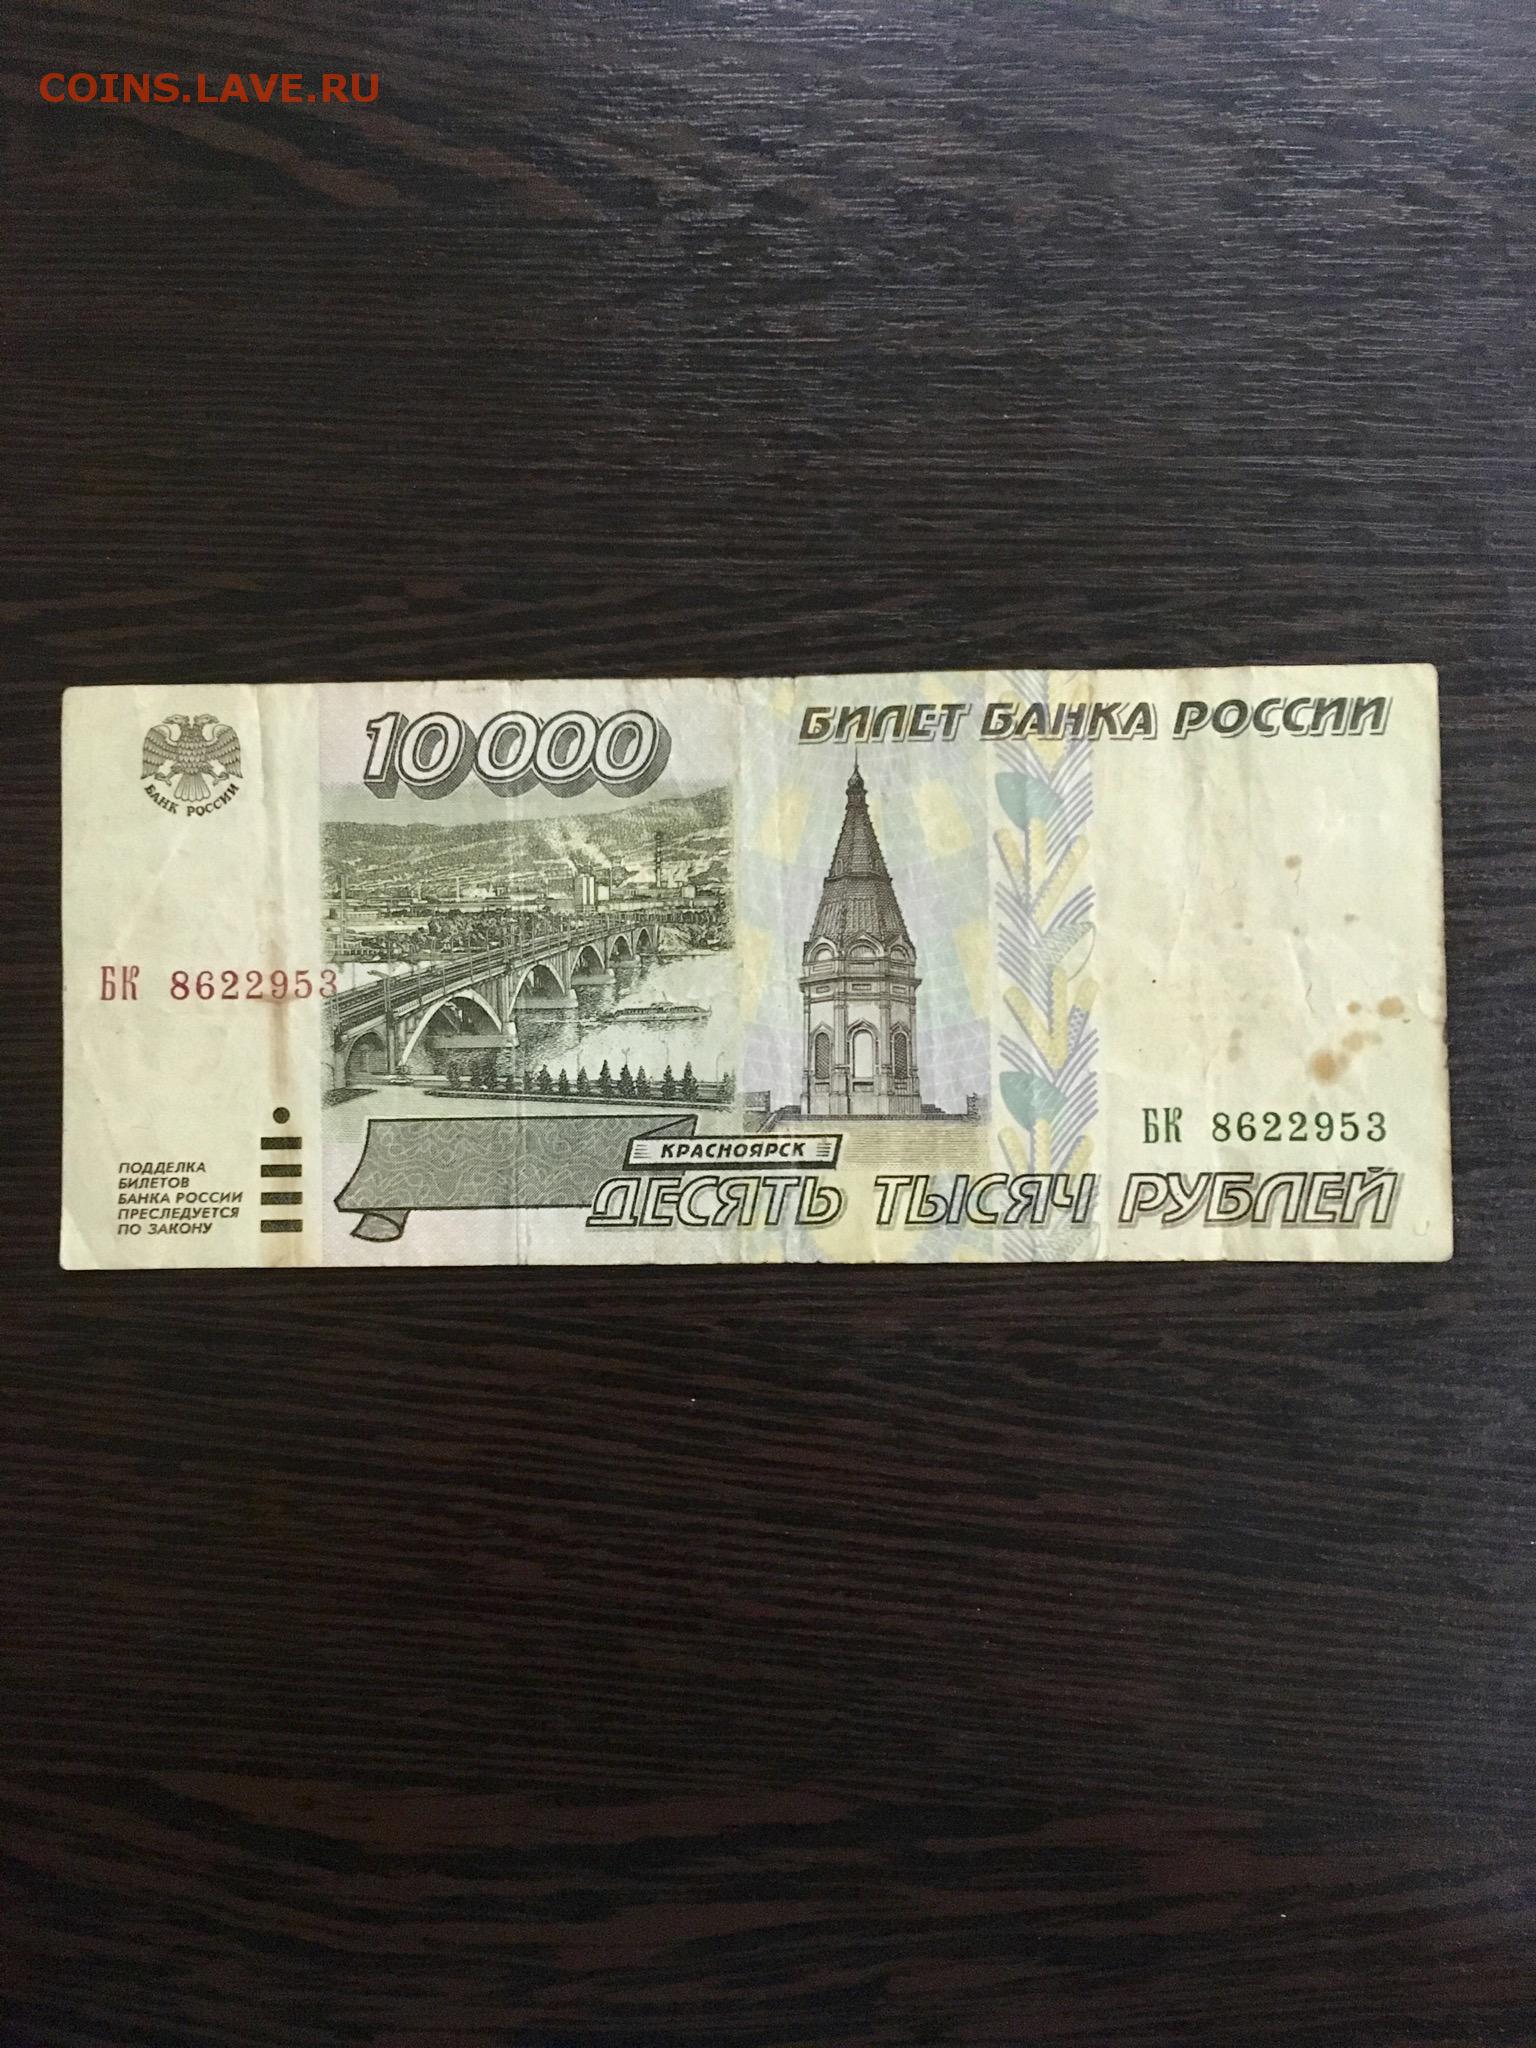 COINS.LAVE.RU
10 000
БИЛЕТ БАНКА РОССИИ
БАНК РОССИИ
БК 8622953
БК 8622953
КРАСНОЯРСК
ДЕСЯТЬ ТЫСЯЧ РУБЛЕЙ
ПОДДЕЛКА
БИЛЕТОВ
БАНКА РОССИИ
ПРЕСЛЕДУЕТСЯ
ПО ЗАКОНУ